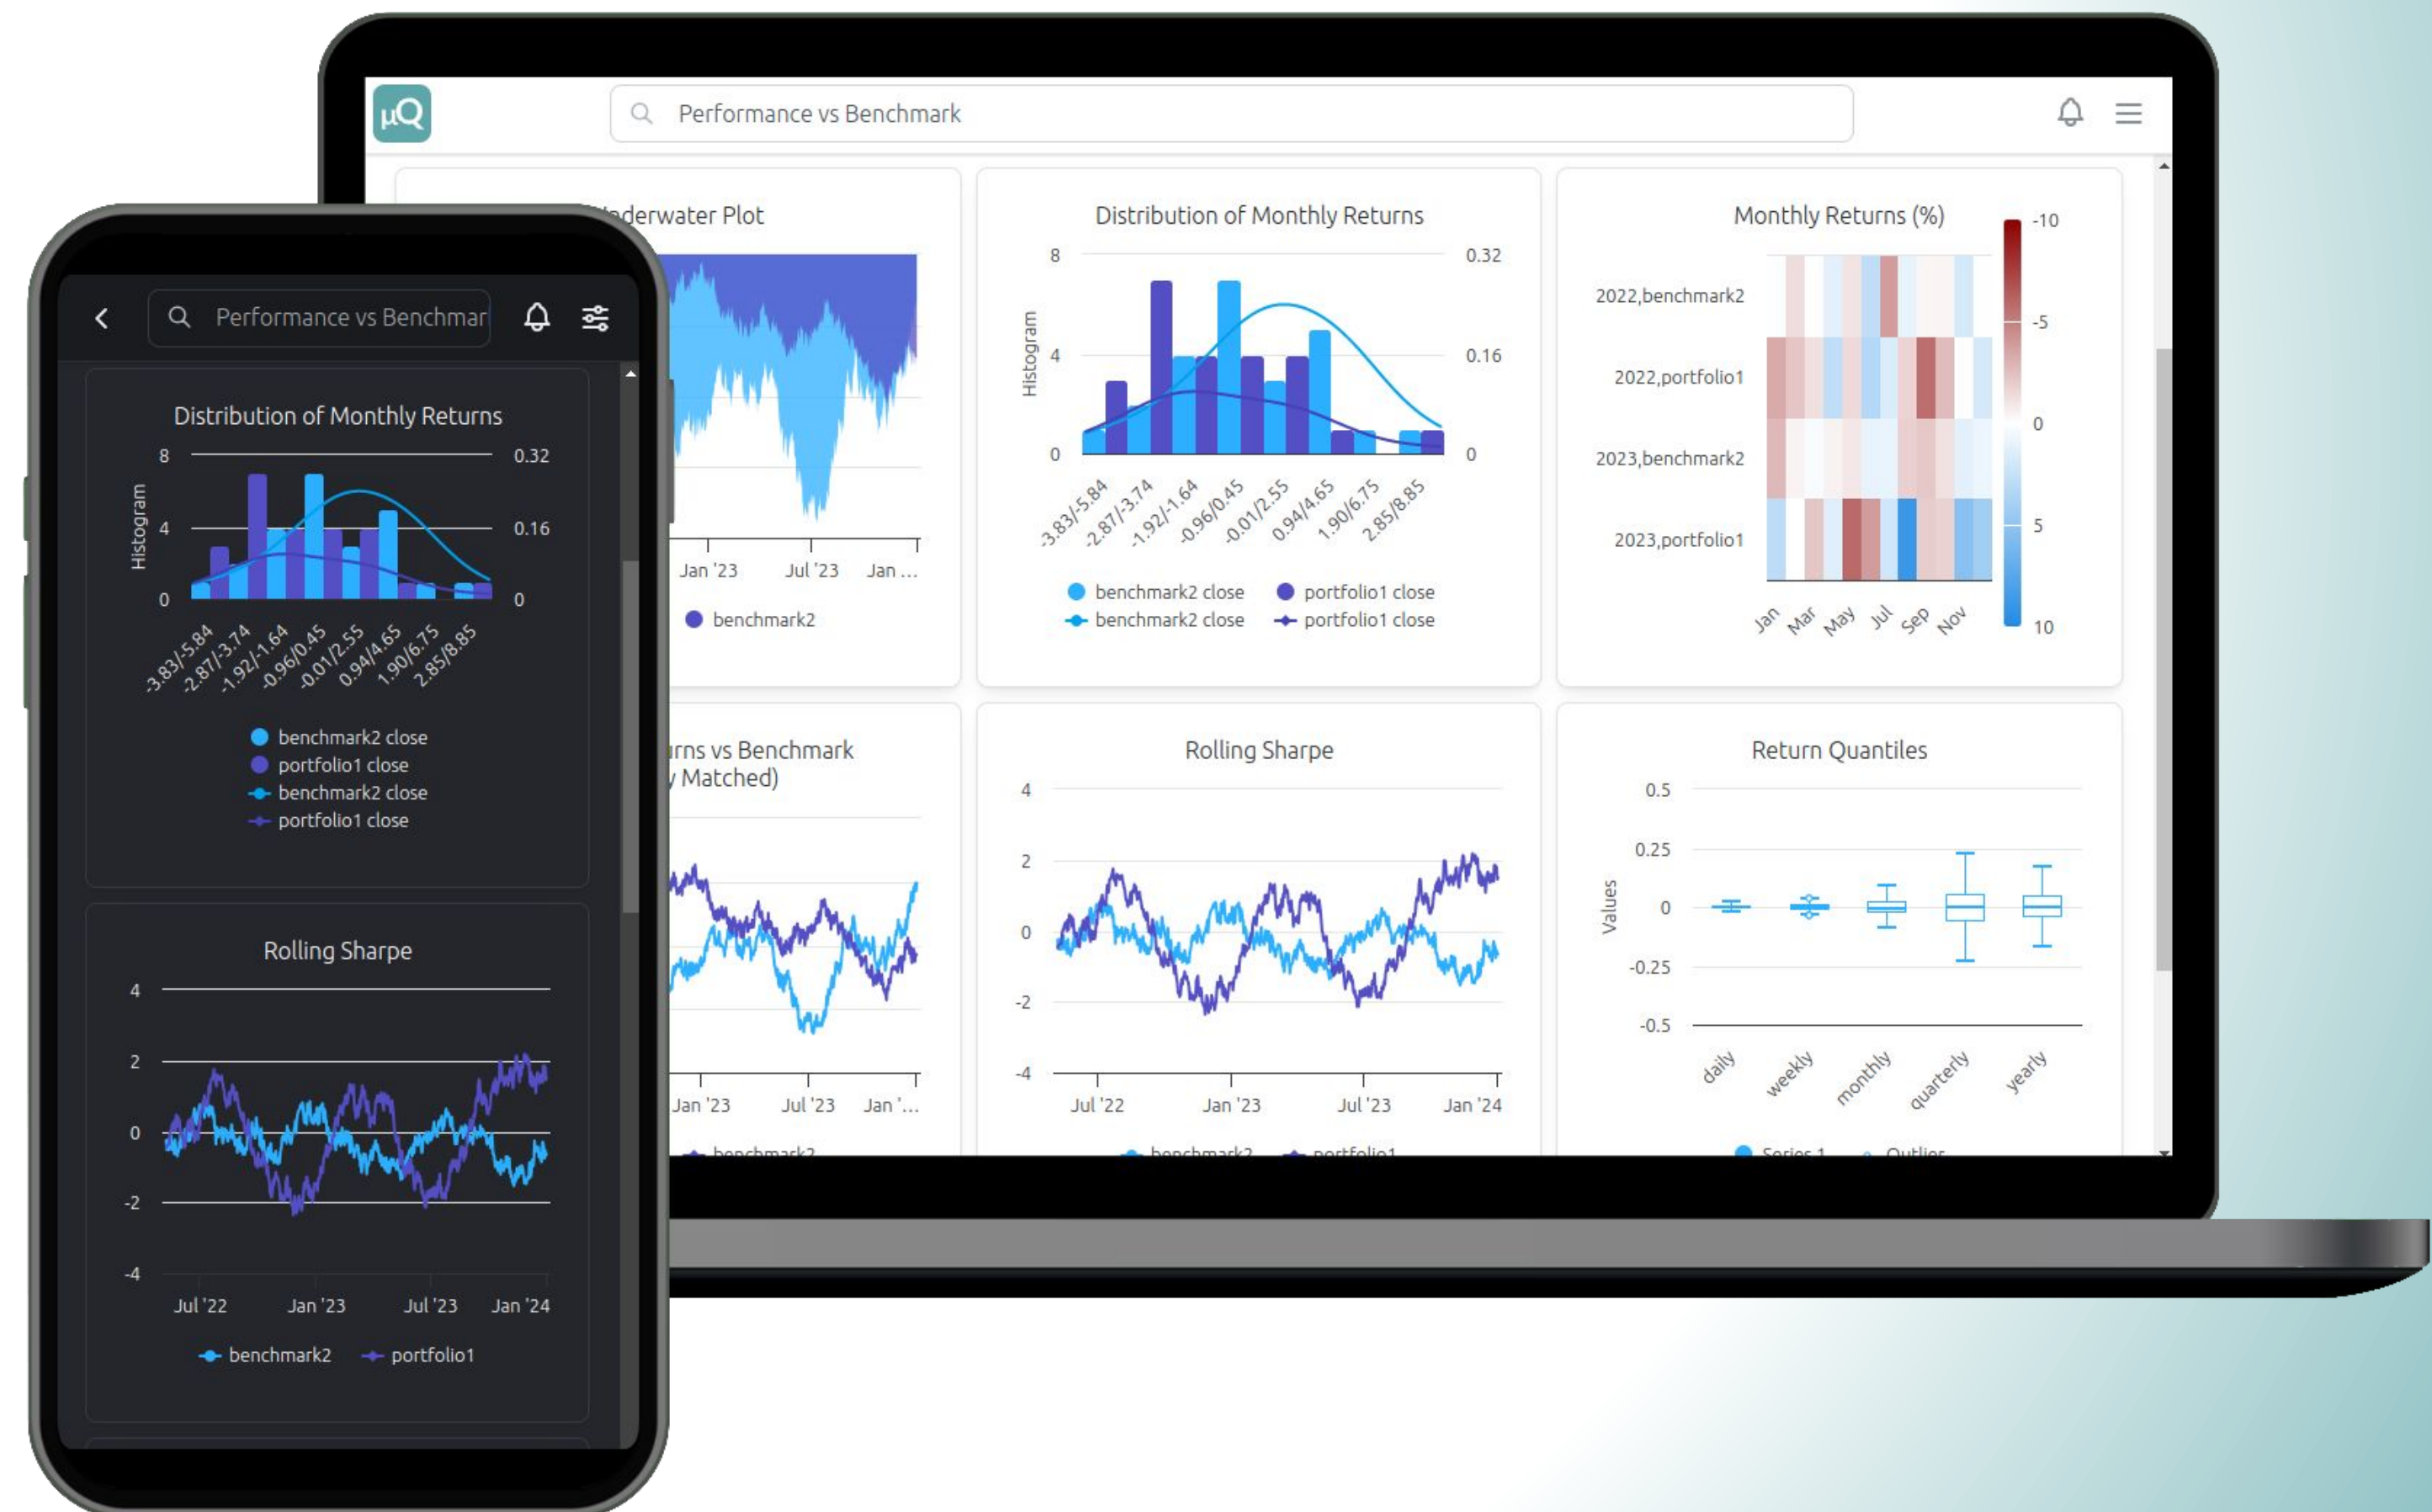 µQ
Performance vs Benchmark
Underwater Plot
Jan '23
Jul '23
Jan ...
benchmark2
Distribution of Monthly Returns
8
0.32
Histogram
4
0.16
0
0
-3.83/-5.84
-2.87/-3.74
-1.92/-1.64
-0.96/0.45
-0.01/2.55
0.94/4.65
1.90/6.75
2.85/8.85
benchmark2 close
portfolio1 close
benchmark2 close
portfolio1 close
Monthly Returns (%)
-10
2022,benchmark2
-5
2022,portfolio1
0
2023,benchmark2
5
2023,portfolio1
10
Jan
Mar
May
Jul
Sep
Nov
vs Benchmark
Matched)
Jan '23
Jul '23
Jan '...
benchmark2
Rolling Sharpe
4
2
0
-2
-4
Jul '22
Jan '23
Jul '23
Jan '24
benchmark2
portfolio1
Return Quantiles
0.5
0.25
Values
0
-0.25
-0.5
daily
weekly
monthly
quarterly
yearly
Series 1
Outlier
Performance vs Benchmar
Distribution of Monthly Returns
8
0.32
Histogram
4
0.16
0
0
-3.83/-5.84
-2.87/-3.74
-1.92/-1.64
-0.96/0.45
-0.01/2.55
0.94/4.65
1.90/6.75
2.85/8.85
benchmark2 close
portfolio1 close
benchmark2 close
portfolio1 close
Rolling Sharpe
4
2
0
-2
-4
Jul '22
Jan '23
Jul '23
Jan '24
benchmark2
portfolio1